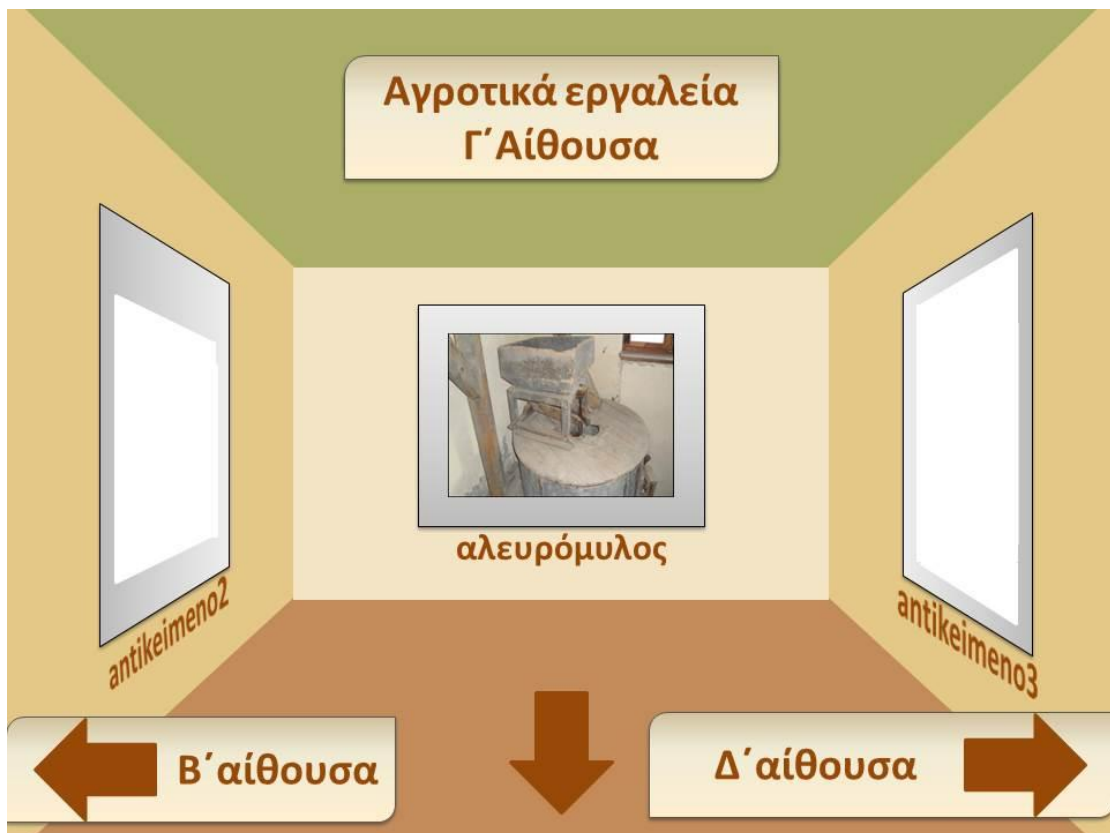 Αγροτικά εργαλεία
Γ΄Αίθουσα
αλευρόμυλος
antikeimeno2
antikeimeno3
Β΄αίθουσα
Δ΄αίθουσα